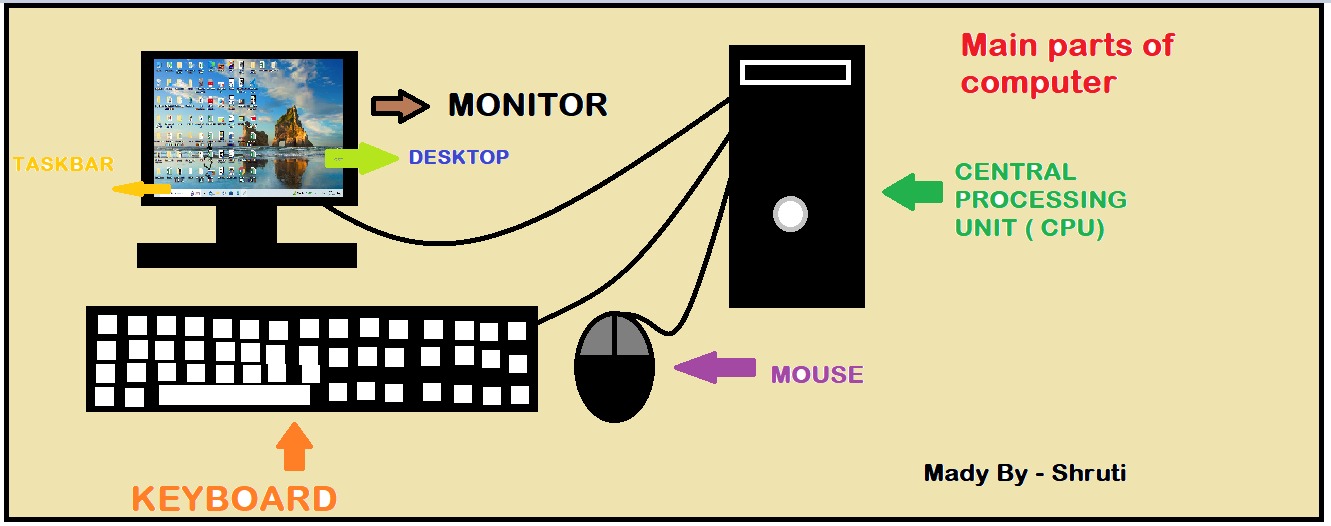 Main parts of
computer
MONITOR
DESKTOP
TASKBAR
CENTRAL
PROCESSING
UNIT ( CPU)
MOUSE
KEYBOARD
Mady By - Shruti